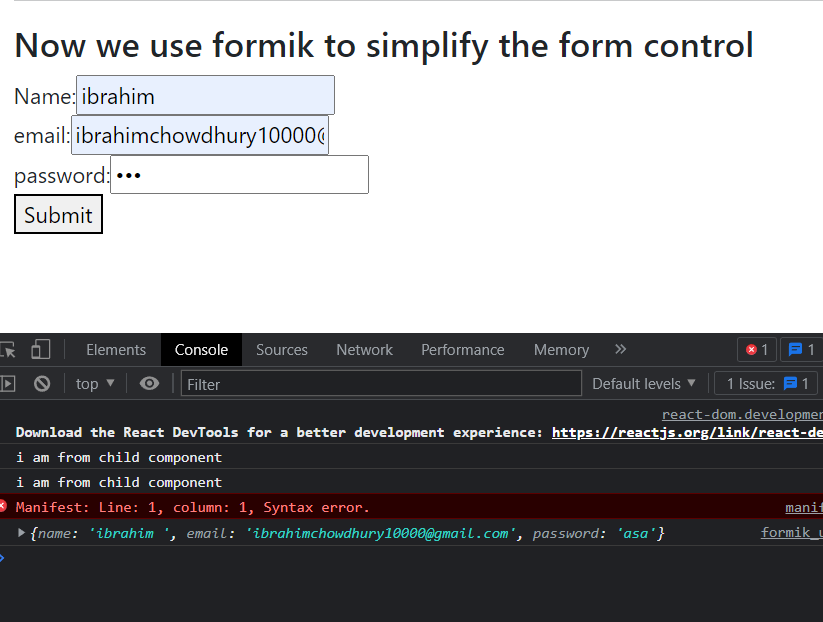 Now we use formik to simplify the form control
Name: ibrahim
email: ibrahimchowdhury10000@
password: •••
Submit
Elements Console Sources Network Performance Memory » 1 1
top ▼ Filter Default levels ▼ 1 Issue: 1
react-dom.developmen
Download the React DevTools for a better development experience: https://reactjs.org/link/react-de
i am from child component
i am from child component
Manifest: Line: 1, column: 1, Syntax error. manif
▶ {name: 'ibrahim ', email: 'ibrahimchowdhury10000@gmail.com', password: 'asa'} formik_u